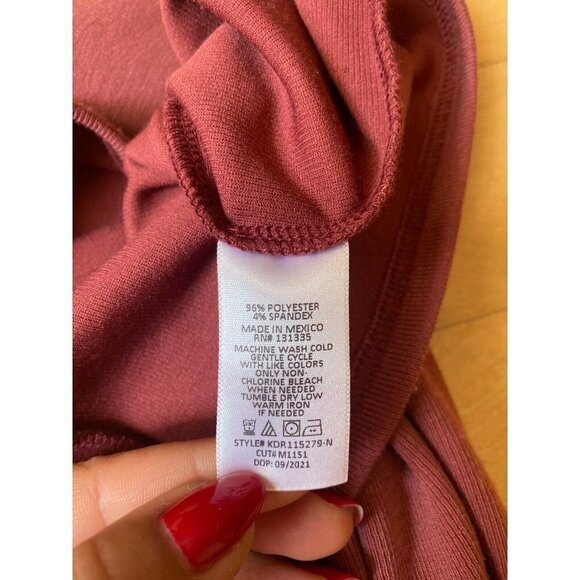 96% POLYESTER
4% SPANDEX
MADE IN MEXICO
RN# 131335
MACHINE WASH COLD
GENTLE CYCLE
WITH LIKE COLORS
ONLY NON-
CHLORINE BLEACH
WHEN NEEDED
TUMBLE DRY LOW
WARM IRON
IF NEEDED
STYLE# KDR115279-N
CUT# M1151
DOP: 09/2021